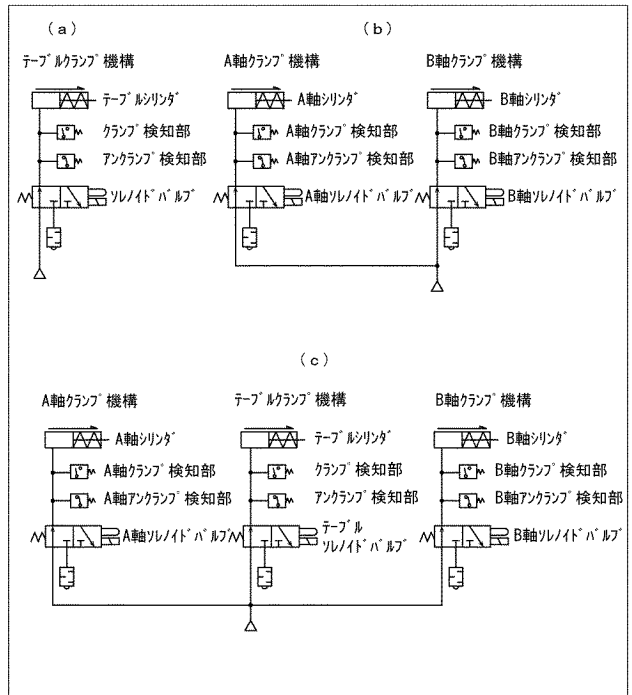 (a)
(b)
テーブルクランプ機構
A軸クランプ機構
B軸クランプ機構
テーブルシリンダ
A軸シリンダ
B軸シリンダ
クランプ検知部
A軸クランプ検知部
B軸クランプ検知部
アンクランプ検知部
A軸アンクランプ検知部
B軸アンクランプ検知部
ソレノイドバルブ
A軸ソレノイドバルブ
B軸ソレノイドバルブ
(c)
A軸クランプ機構
テーブルクランプ機構
B軸クランプ機構
A軸シリンダ
テーブルシリンダ
B軸シリンダ
A軸クランプ検知部
クランプ検知部
B軸クランプ検知部
A軸アンクランプ検知部
アンクランプ検知部
B軸アンクランプ検知部
A軸ソレノイドバルブ
テーブル
ソレノイドバルブ
B軸ソレノイドバルブ